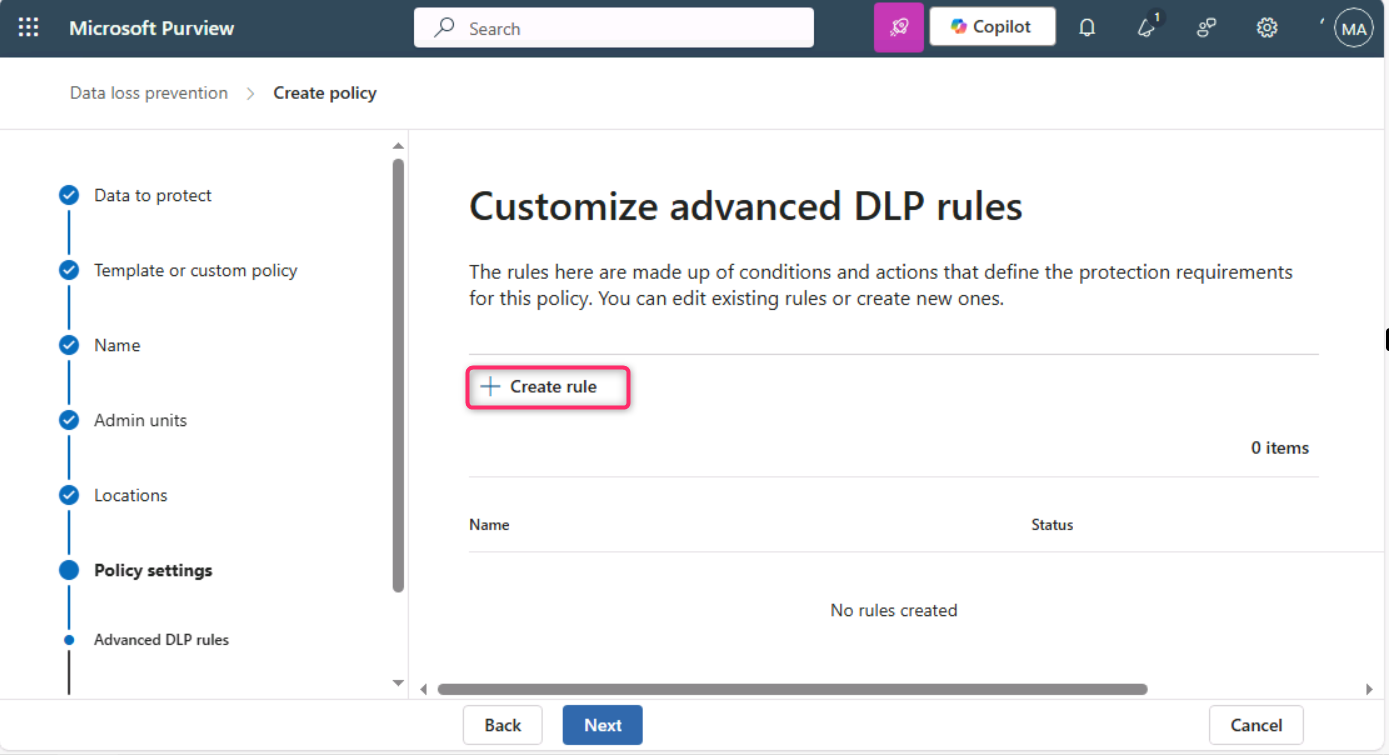 Microsoft Purview
Search
Copilot
1
MA
Data loss prevention > Create policy
Data to protect
Template or custom policy
Name
Admin units
Locations
Policy settings
Advanced DLP rules
Customize advanced DLP rules
The rules here are made up of conditions and actions that define the protection requirements
for this policy. You can edit existing rules or create new ones.
+ Create rule
0 items
Name Status
No rules created
Back Next Cancel